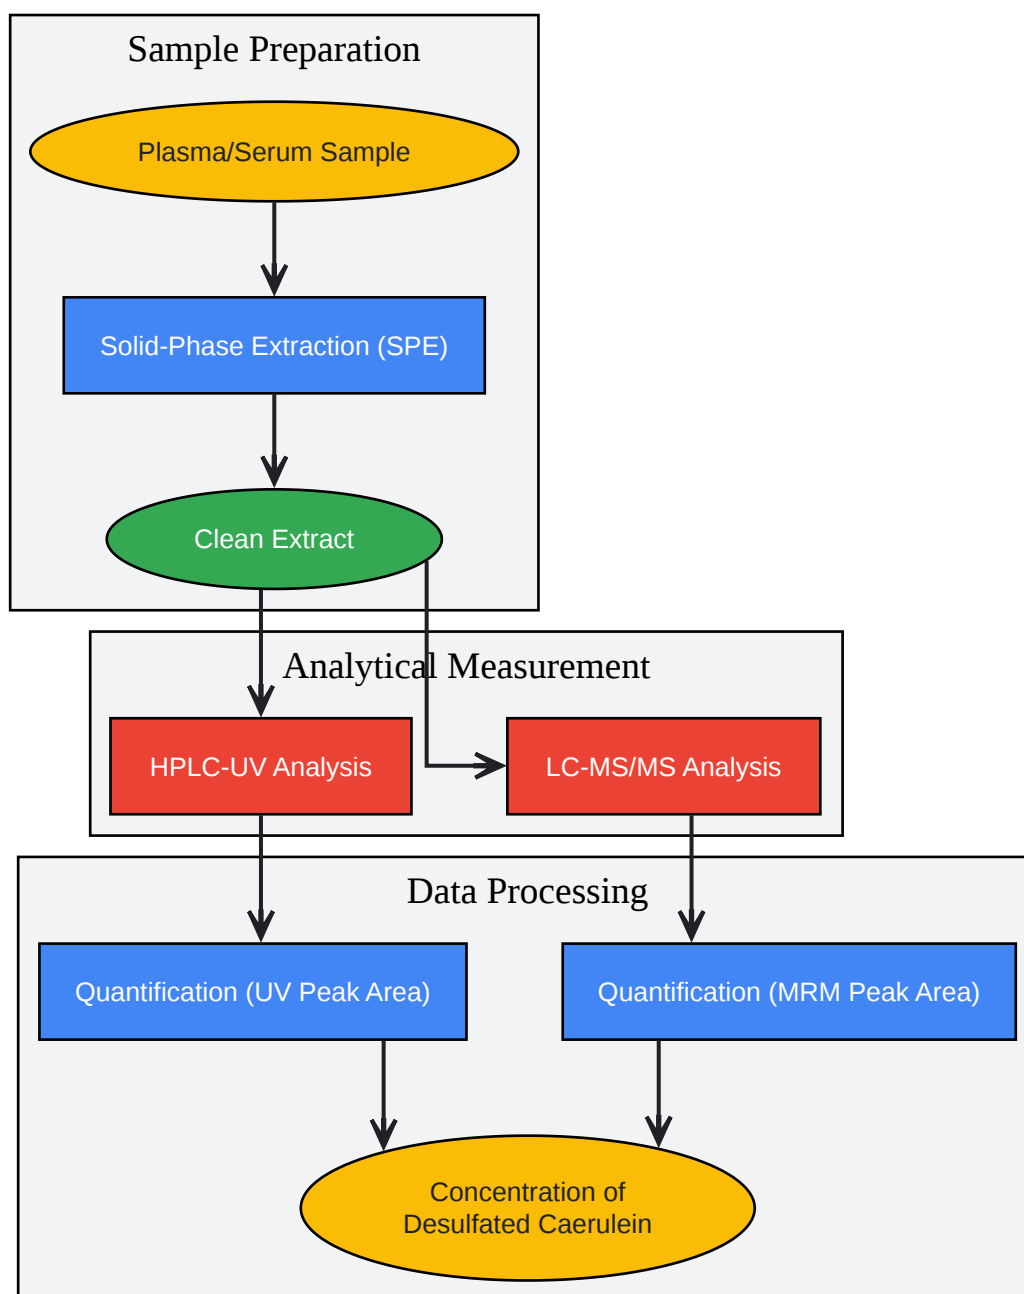 Sample Preparation
Plasma/Serum Sample
Solid-Phase Extraction (SPE)
Clean Extract
Analytical Measurement
HPLC-UV Analysis
LC-MS/MS Analysis
Data Processing
Quantification (UV Peak Area)
Quantification (MRM Peak Area)
Concentration of
Desulfated Caerulein